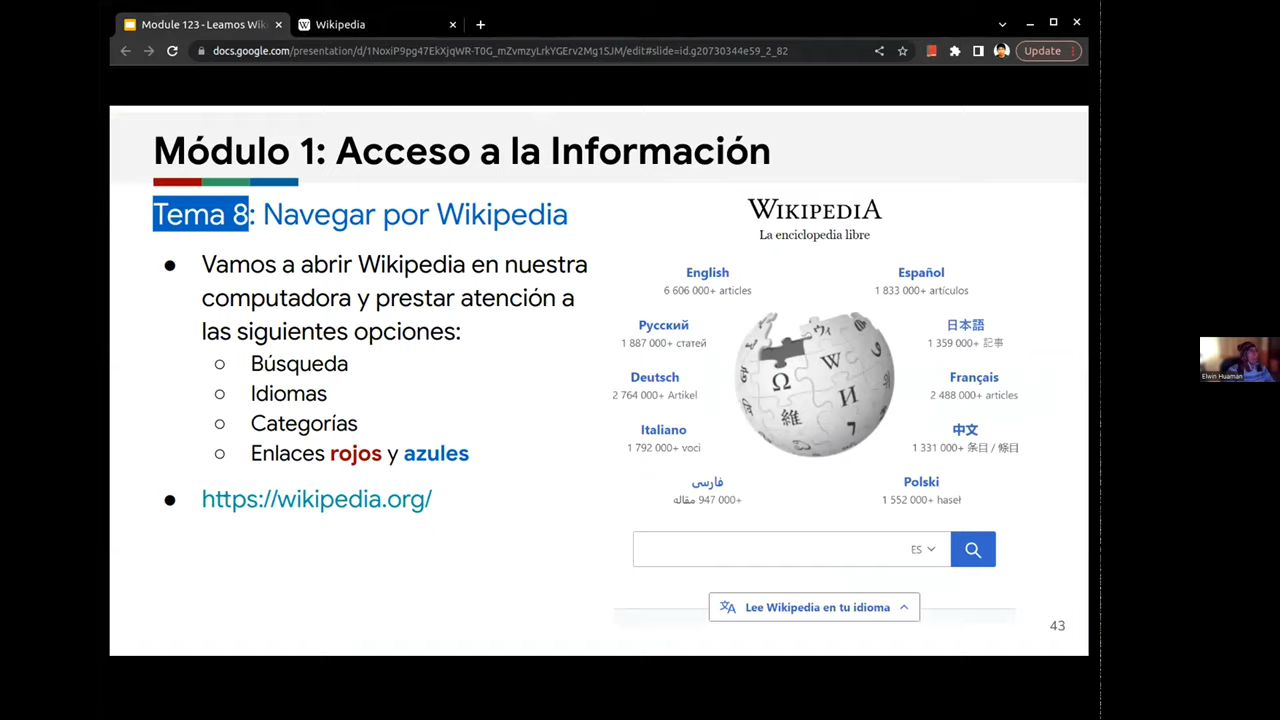 Module 123 - Leamos Wiki
Wikipedia
docs.google.com/presentation/d/1NoxiP9pg47EkXjqWR-T0G_mZvmzyLrkYGErv2Mg1SJM/edit#slide=id.g20730344e59_2_82
Update
Módulo 1: Acceso a la Información
Tema 8: Navegar por Wikipedia
Vamos a abrir Wikipedia en nuestra
computadora y prestar atención a
las siguientes opciones:
Búsqueda
Idiomas
Categorías
Enlaces rojos y azules
https://wikipedia.org/
WIKIPEDIA
La enciclopedia libre
English
6 606 000+ articles
Español
1 833 000+ artículos
Русский
1 887 000+ статей
日本語
1 359 000+ 記事
Deutsch
2 764 000+ Artikel
Français
2 488 000+ articles
Italiano
1 792 000+ voci
中文
1 331 000+ 条目 / 條目
فارسی
947 000+ مقاله
Polski
1 552 000+ haseł
Ω
W
И
維
ES
Lee Wikipedia en tu idioma
43
Elwin Huaman